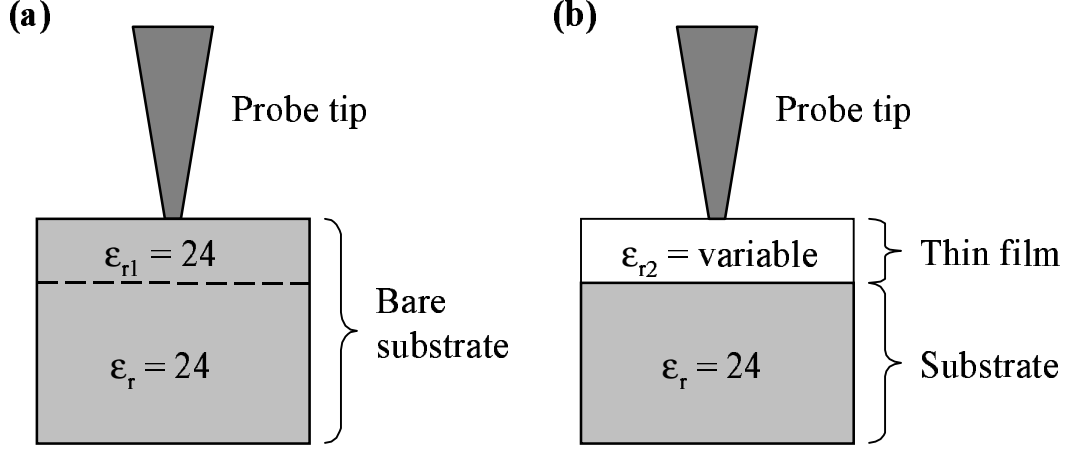 (a)
Probe tip
εr1 = 24
εr = 24
Bare
substrate
(b)
Probe tip
εr2 = variable
Thin film
εr = 24
Substrate